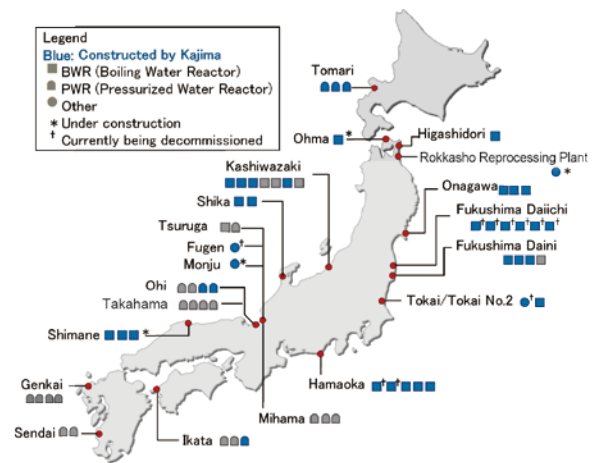 Legend
Blue: Constructed by Kajima
BWR (Boiling Water Reactor)
PWR (Pressurized Water Reactor)
Other
* Under construction
† Currently being decommissioned
Tomari
Ohma *
Higashidori
Rokkasho Reprocessing Plant
*
Kashiwazaki
Onagawa
Shika
Fukushima Daiichi
† † † † † †
Tsuruga
Fukushima Daini
Fugen †
Monju *
Ohi
Takahama
Tokai/Tokai No.2 †
Shimane *
Genkai
Hamaoka † †
Mihama
Sendai
Ikata